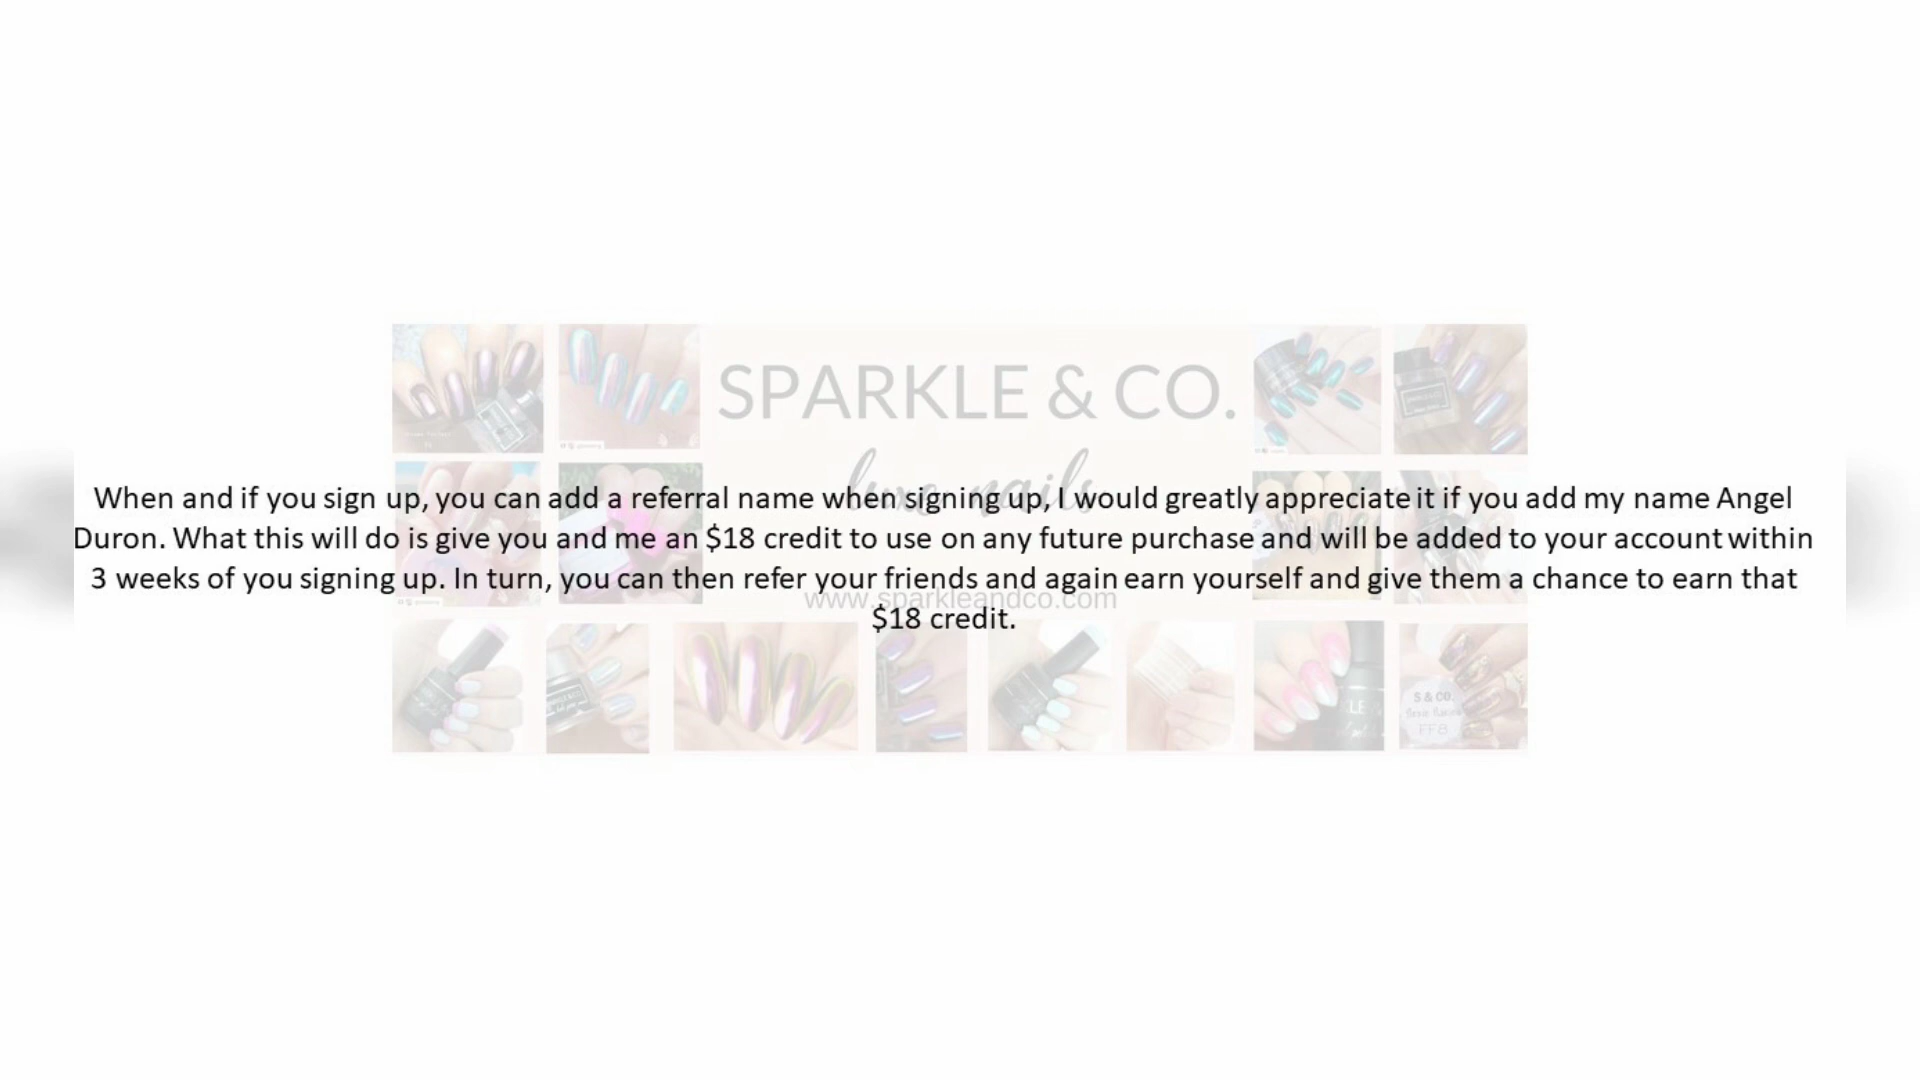 SPARKLE & CO.
luxe nails
When and if you sign up, you can add a referral name when signing up, I would greatly appreciate it if you add my name Angel
Duron. What this will do is give you and me an $18 credit to use on any future purchase and will be added to your account within
3 weeks of you signing up. In turn, you can then refer your friends and again earn yourself and give them a chance to earn that
www.sparkleandco.com
$18 credit.
S & CO.
FF8